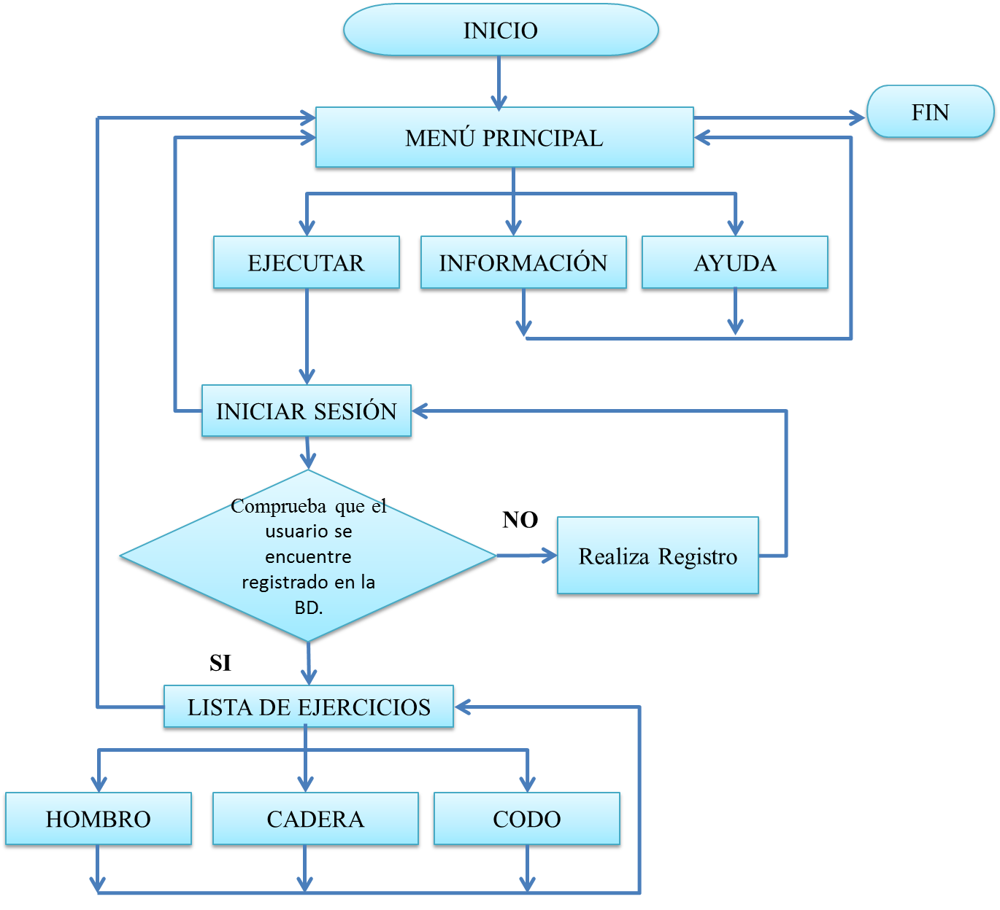 INICIO
FIN
MENÚ PRINCIPAL
EJECUTAR
INFORMACIÓN
AYUDA
INICIAR SESIÓN
Comprueba que el
usuario se
encuentre
registrado en la
BD.
NO
Realiza Registro
SI
LISTA DE EJERCICIOS
HOMBRO
CADERA
CODO